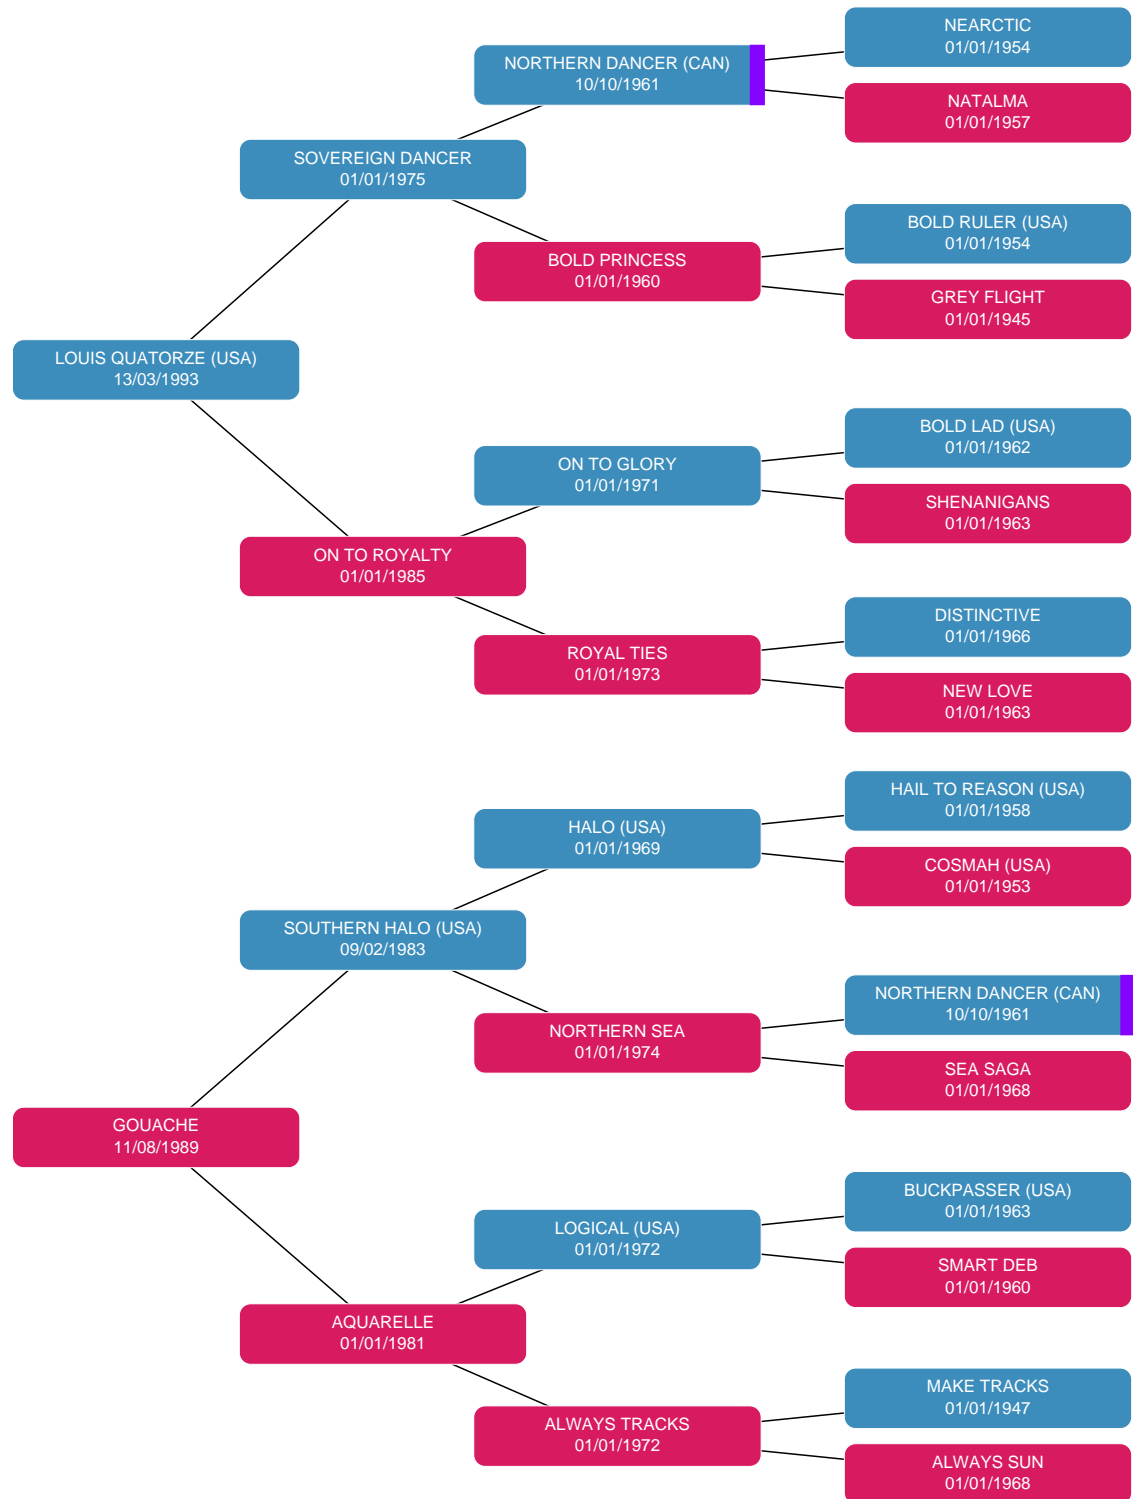 NEARCTIC
01/01/1954
NORTHERN DANCER (CAN)
10/10/1961
NATALMA
01/01/1957
SOVEREIGN DANCER
01/01/1975
BOLD RULER (USA)
01/01/1954
BOLD PRINCESS
01/01/1960
GREY FLIGHT
01/01/1945
LOUIS QUATORZE (USA)
13/03/1993
BOLD LAD (USA)
01/01/1962
ON TO GLORY
01/01/1971
SHENANIGANS
01/01/1963
ON TO ROYALTY
01/01/1985
DISTINCTIVE
01/01/1966
ROYAL TIES
01/01/1973
NEW LOVE
01/01/1963
HAIL TO REASON (USA)
01/01/1958
HALO (USA)
01/01/1969
COSMAH (USA)
01/01/1953
SOUTHERN HALO (USA)
09/02/1983
NORTHERN DANCER (CAN)
10/10/1961
NORTHERN SEA
01/01/1974
SEA SAGA
01/01/1968
GOUACHE
11/08/1989
BUCKPASSER (USA)
01/01/1963
LOGICAL (USA)
01/01/1972
SMART DEB
01/01/1960
AQUARELLE
01/01/1981
MAKE TRACKS
01/01/1947
ALWAYS TRACKS
01/01/1972
ALWAYS SUN
01/01/1968